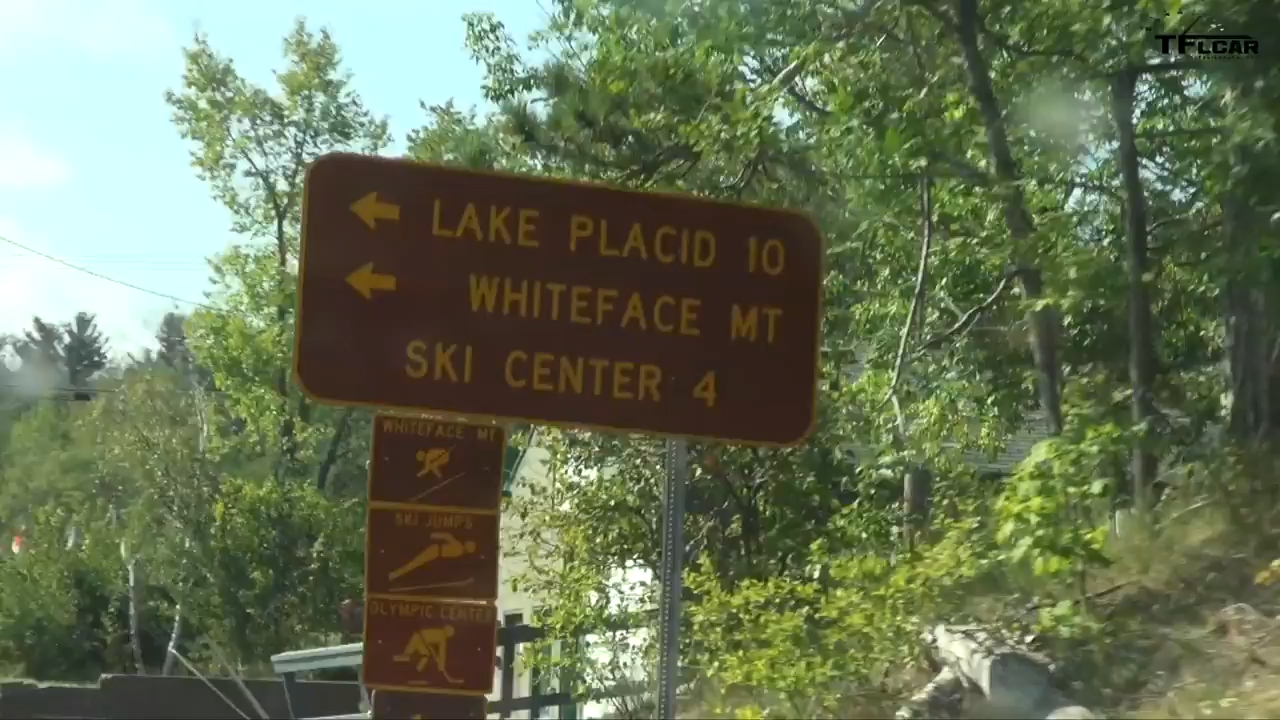 TFLCAR
LAKE PLACID 10
WHITEFACE MT
SKI CENTER 4
WHITEFACE MT
SKI JUMPS
OLYMPIC CENTER